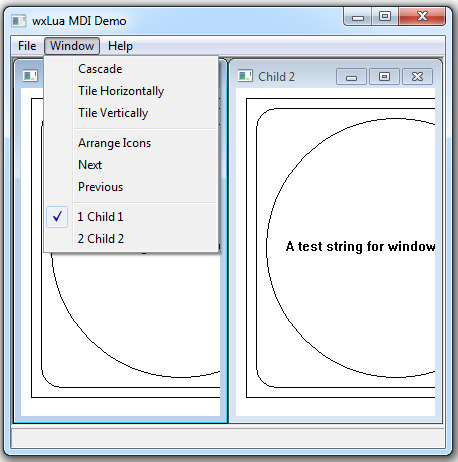 wxLua MDI Demo
File Window Help
Cascade
Tile Horizontally
Tile Vertically
Arrange Icons
Next
Previous
1 Child 1
2 Child 2
Child 2
A test string for window